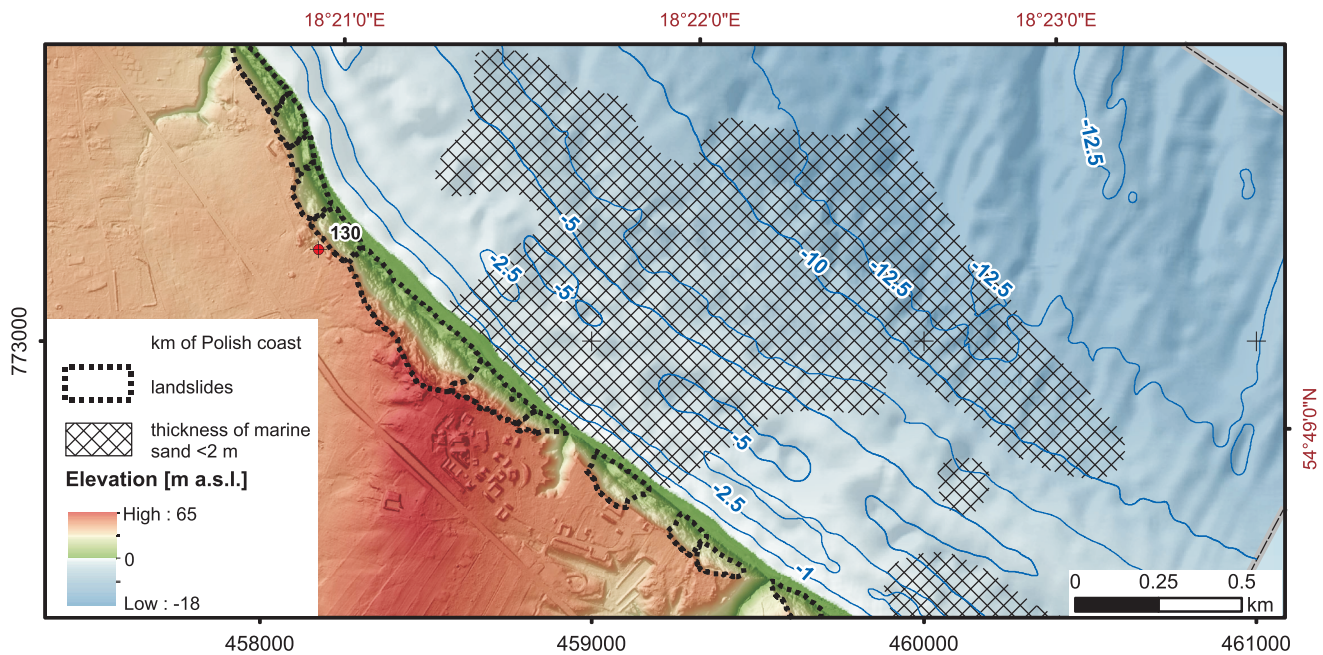 18°21'0"E
18°22'0"E
18°23'0"E
-12.5
130
-5
-2.5
-5
-10
-12.5
-12.5
773000
km of Polish coast
landslides
thickness of marine
sand <2 m
Elevation [m a.s.l.]
High : 65
0
Low : -18
-5
-2.5
-1
54°49'0"N
0 0.25 0.5
km
458000
459000
460000
461000